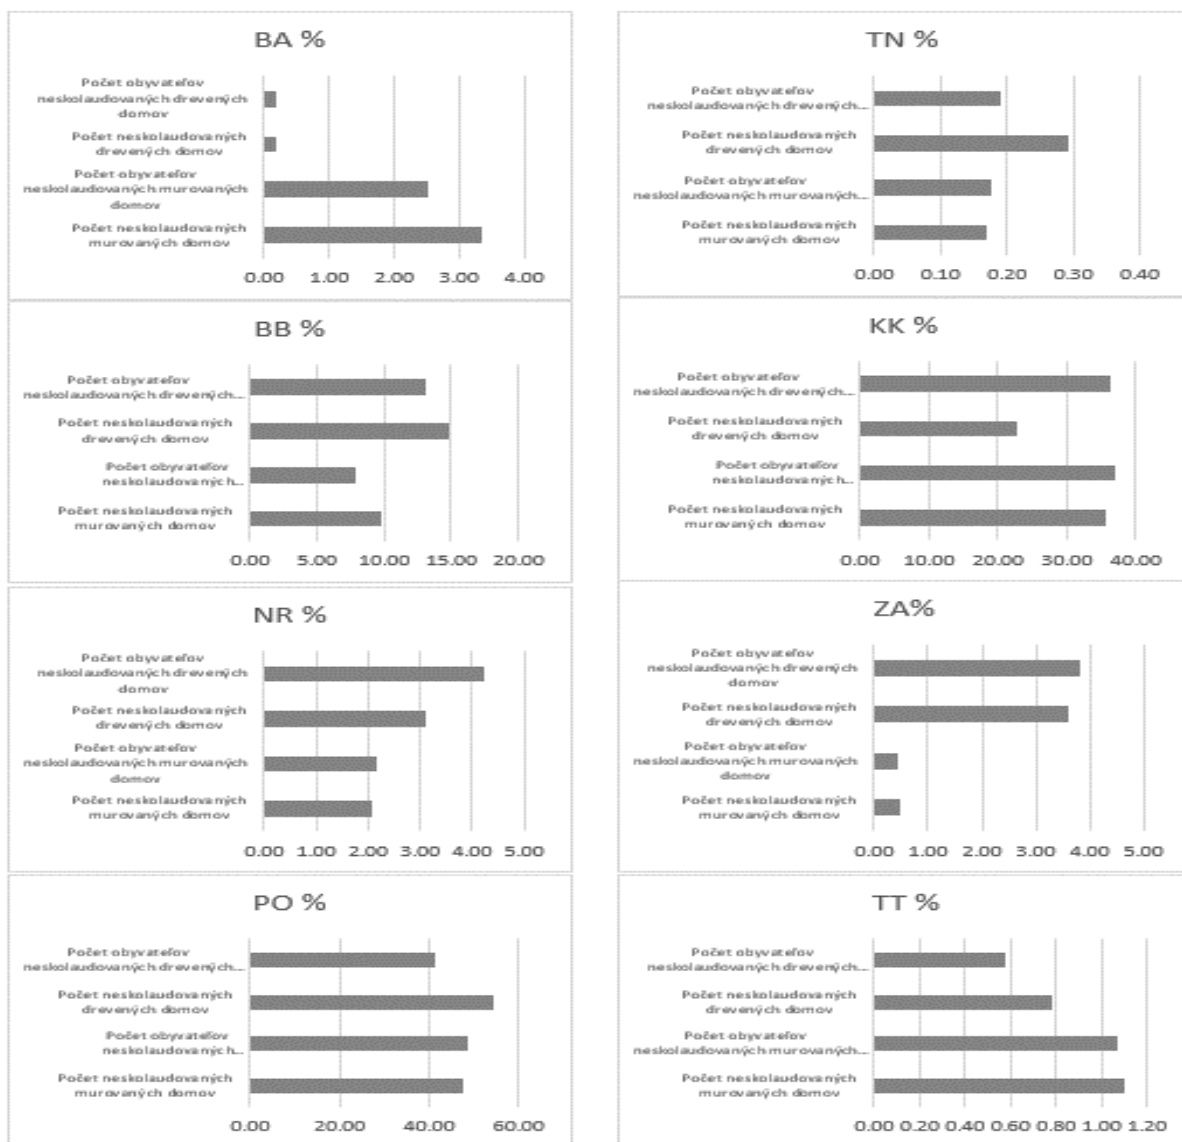 BA %
Počet obyvateľov
neskolaudovaných drevených
domov
Počet neskolaudovaných
drevených domov
Počet obyvateľov
neskolaudovaných murovaných
domov
Počet neskolaudovaných
murovaných domov
0.00 1.00 2.00 3.00 4.00
TN %
Počet obyvateľov
neskolaudovaných drevených...
Počet neskolaudovaných
drevených domov
Počet obyvateľov
neskolaudovaných murovaných...
Počet neskolaudovaných
murovaných domov
0.00 0.10 0.20 0.30 0.40
BB %
Počet obyvateľov
neskolaudovaných drevených...
Počet neskolaudovaných
drevených domov
Počet obyvateľov
neskolaudovaných...
Počet neskolaudovaných
murovaných domov
0.00 5.00 10.00 15.00 20.00
KK %
Počet obyvateľov
neskolaudovaných drevených...
Počet neskolaudovaných
drevených domov
Počet obyvateľov
neskolaudovaných...
Počet neskolaudovaných
murovaných domov
0.00 10.00 20.00 30.00 40.00
NR %
Počet obyvateľov
neskolaudovaných drevených
domov
Počet neskolaudovaných
drevených domov
Počet obyvateľov
neskolaudovaných murovaných
domov
Počet neskolaudovaných
murovaných domov
0.00 1.00 2.00 3.00 4.00 5.00
ZA%
Počet obyvateľov
neskolaudovaných drevených
domov
Počet neskolaudovaných
drevených domov
Počet obyvateľov
neskolaudovaných murovaných
domov
Počet neskolaudovaných
murovaných domov
0.00 1.00 2.00 3.00 4.00 5.00
PO %
Počet obyvateľov
neskolaudovaných drevených...
Počet neskolaudovaných
drevených domov
Počet obyvateľov
neskolaudovaných...
Počet neskolaudovaných
murovaných domov
0.00 20.00 40.00 60.00
TT %
Počet obyvateľov
neskolaudovaných drevených...
Počet neskolaudovaných
drevených domov
Počet obyvateľov
neskolaudovaných murovaných...
Počet neskolaudovaných
murovaných domov
0.00 0.20 0.40 0.60 0.80 1.00 1.20